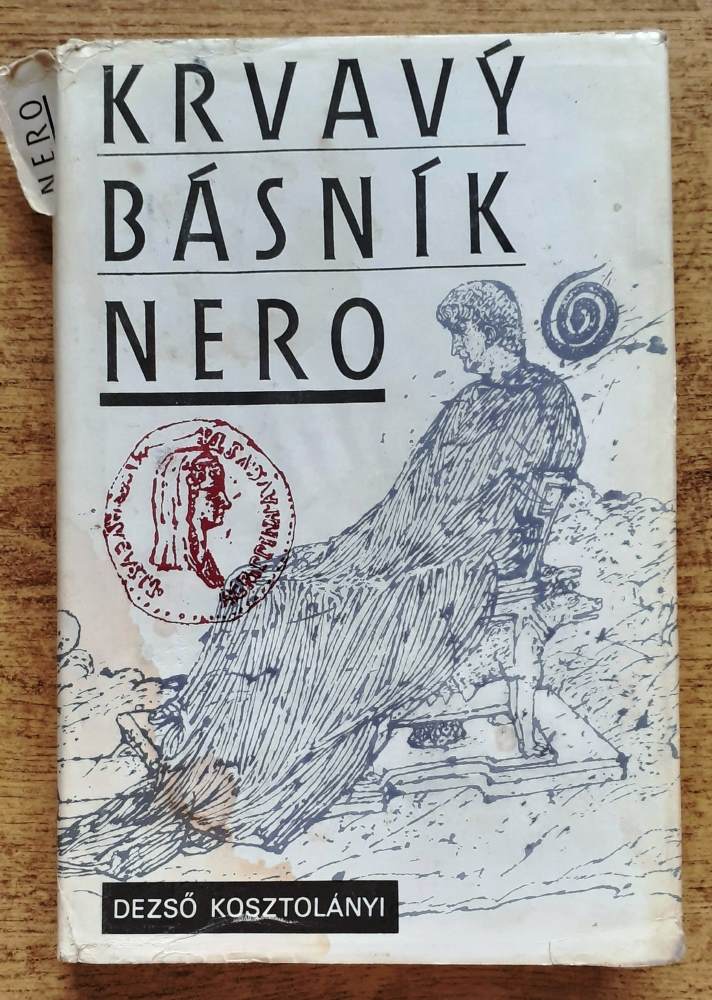 NERO
KRVAVÝ
BÁSNÍK
NERO
DEZSŐ KOSZTOLÁNYI